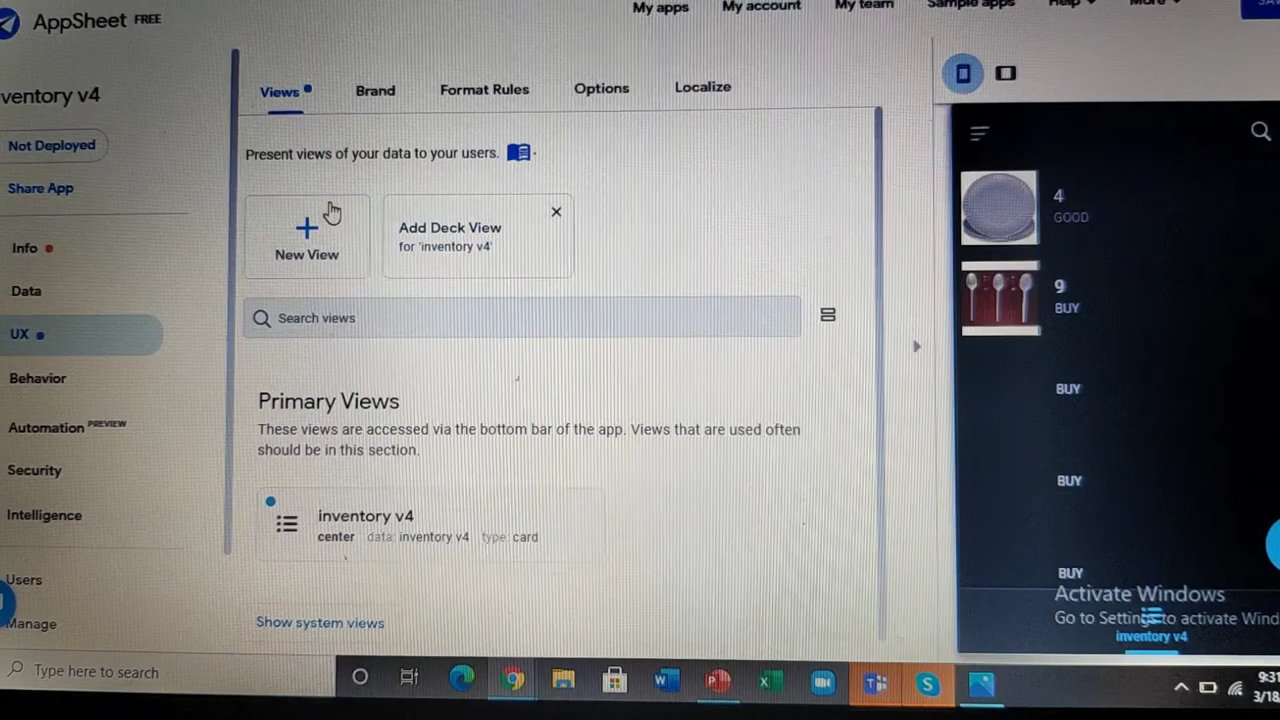 AppSheet FREE
My apps
My account
My team
Sample apps
Help
More
ventory v4
Not Deployed
Share App
Info
Data
UX
Behavior
Automation PREVIEW
Security
Intelligence
Users
Manage
Views
Brand
Format Rules
Options
Localize
Present views of your data to your users.
New View
Add Deck View
for 'inventory v4'
Search views
Primary Views
These views are accessed via the bottom bar of the app. Views that are used often
should be in this section.
inventory v4
center data: inventory v4 type: card
Show system views
4
GOOD
9
BUY
BUY
BUY
BUY
Activate Windows
Go to Settings to activate Wind
inventory v4
Type here to search
9:31
3/18